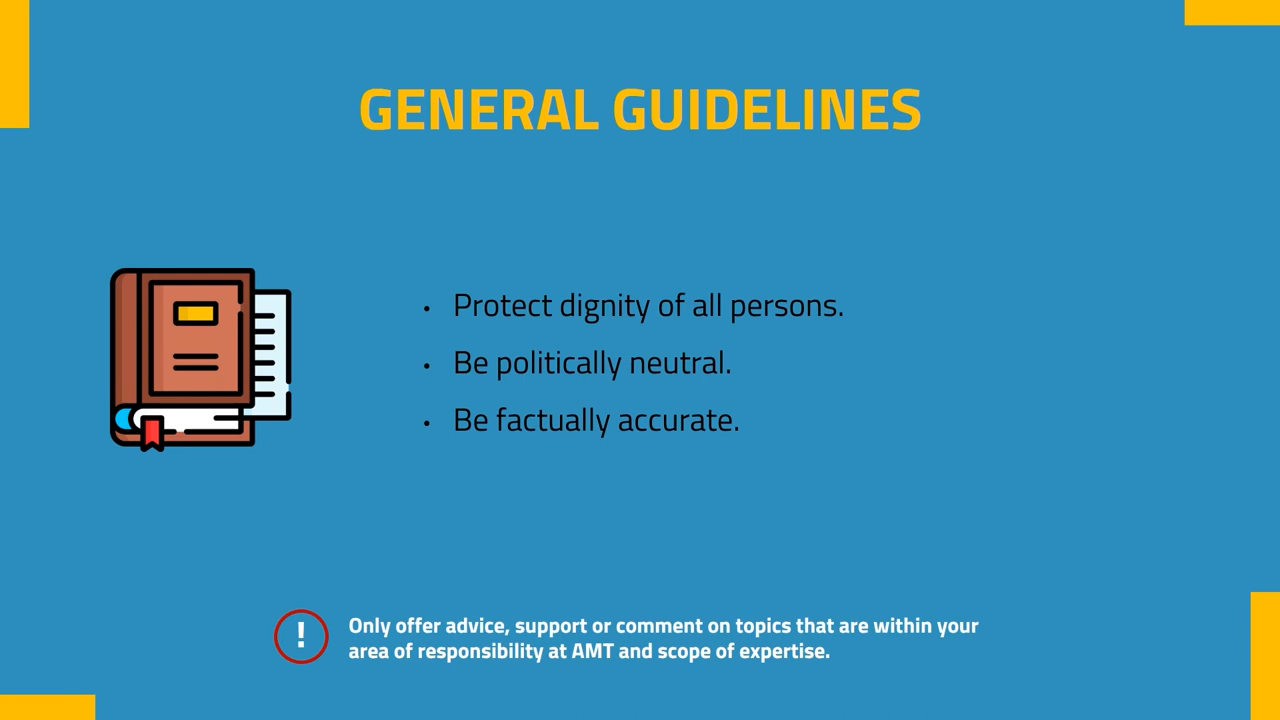 GENERAL GUIDELINES
• Protect dignity of all persons.
• Be politically neutral.
• Be factually accurate.
! Only offer advice, support or comment on topics that are within your
area of responsibility at AMT and scope of expertise.